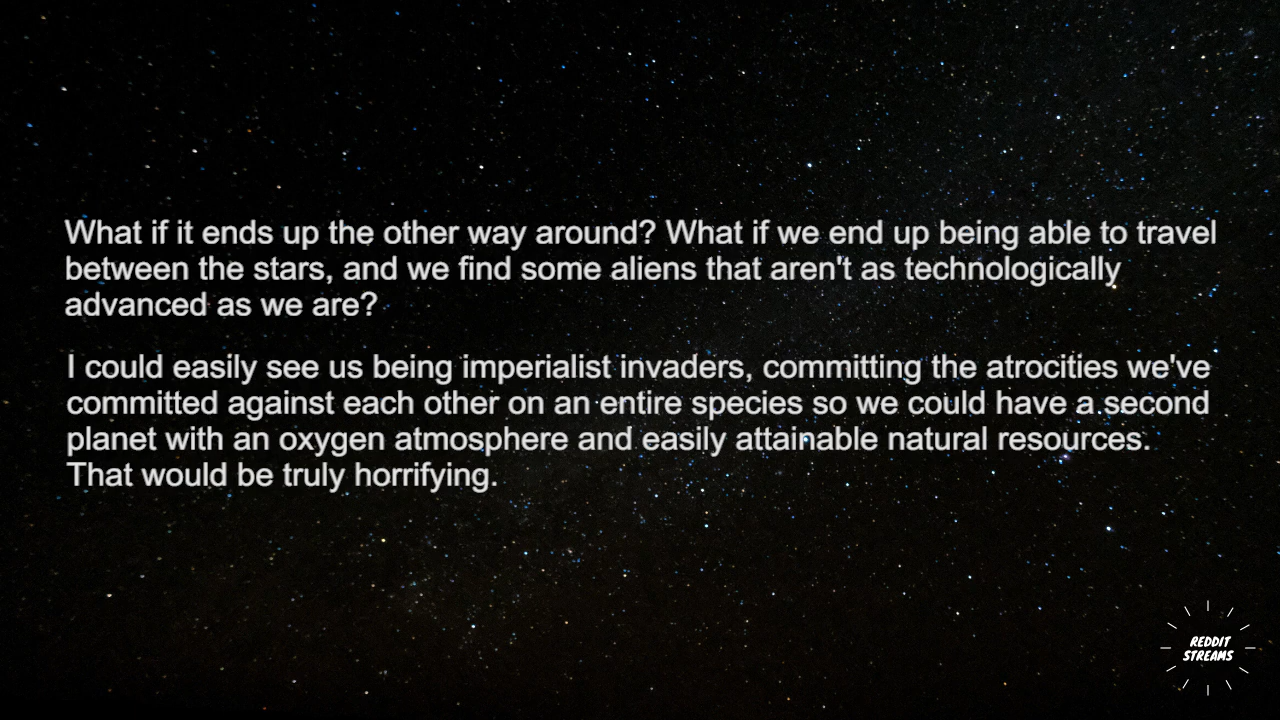 What if it ends up the other way around? What if we end up being able to travel
between the stars, and we find some aliens that aren't as technologically
advanced as we are?
I could easily see us being imperialist invaders, committing the atrocities we've
committed against each other on an entire species so we could have a second
planet with an oxygen atmosphere and easily attainable natural resources.
That would be truly horrifying.
REDDIT
STREAMS